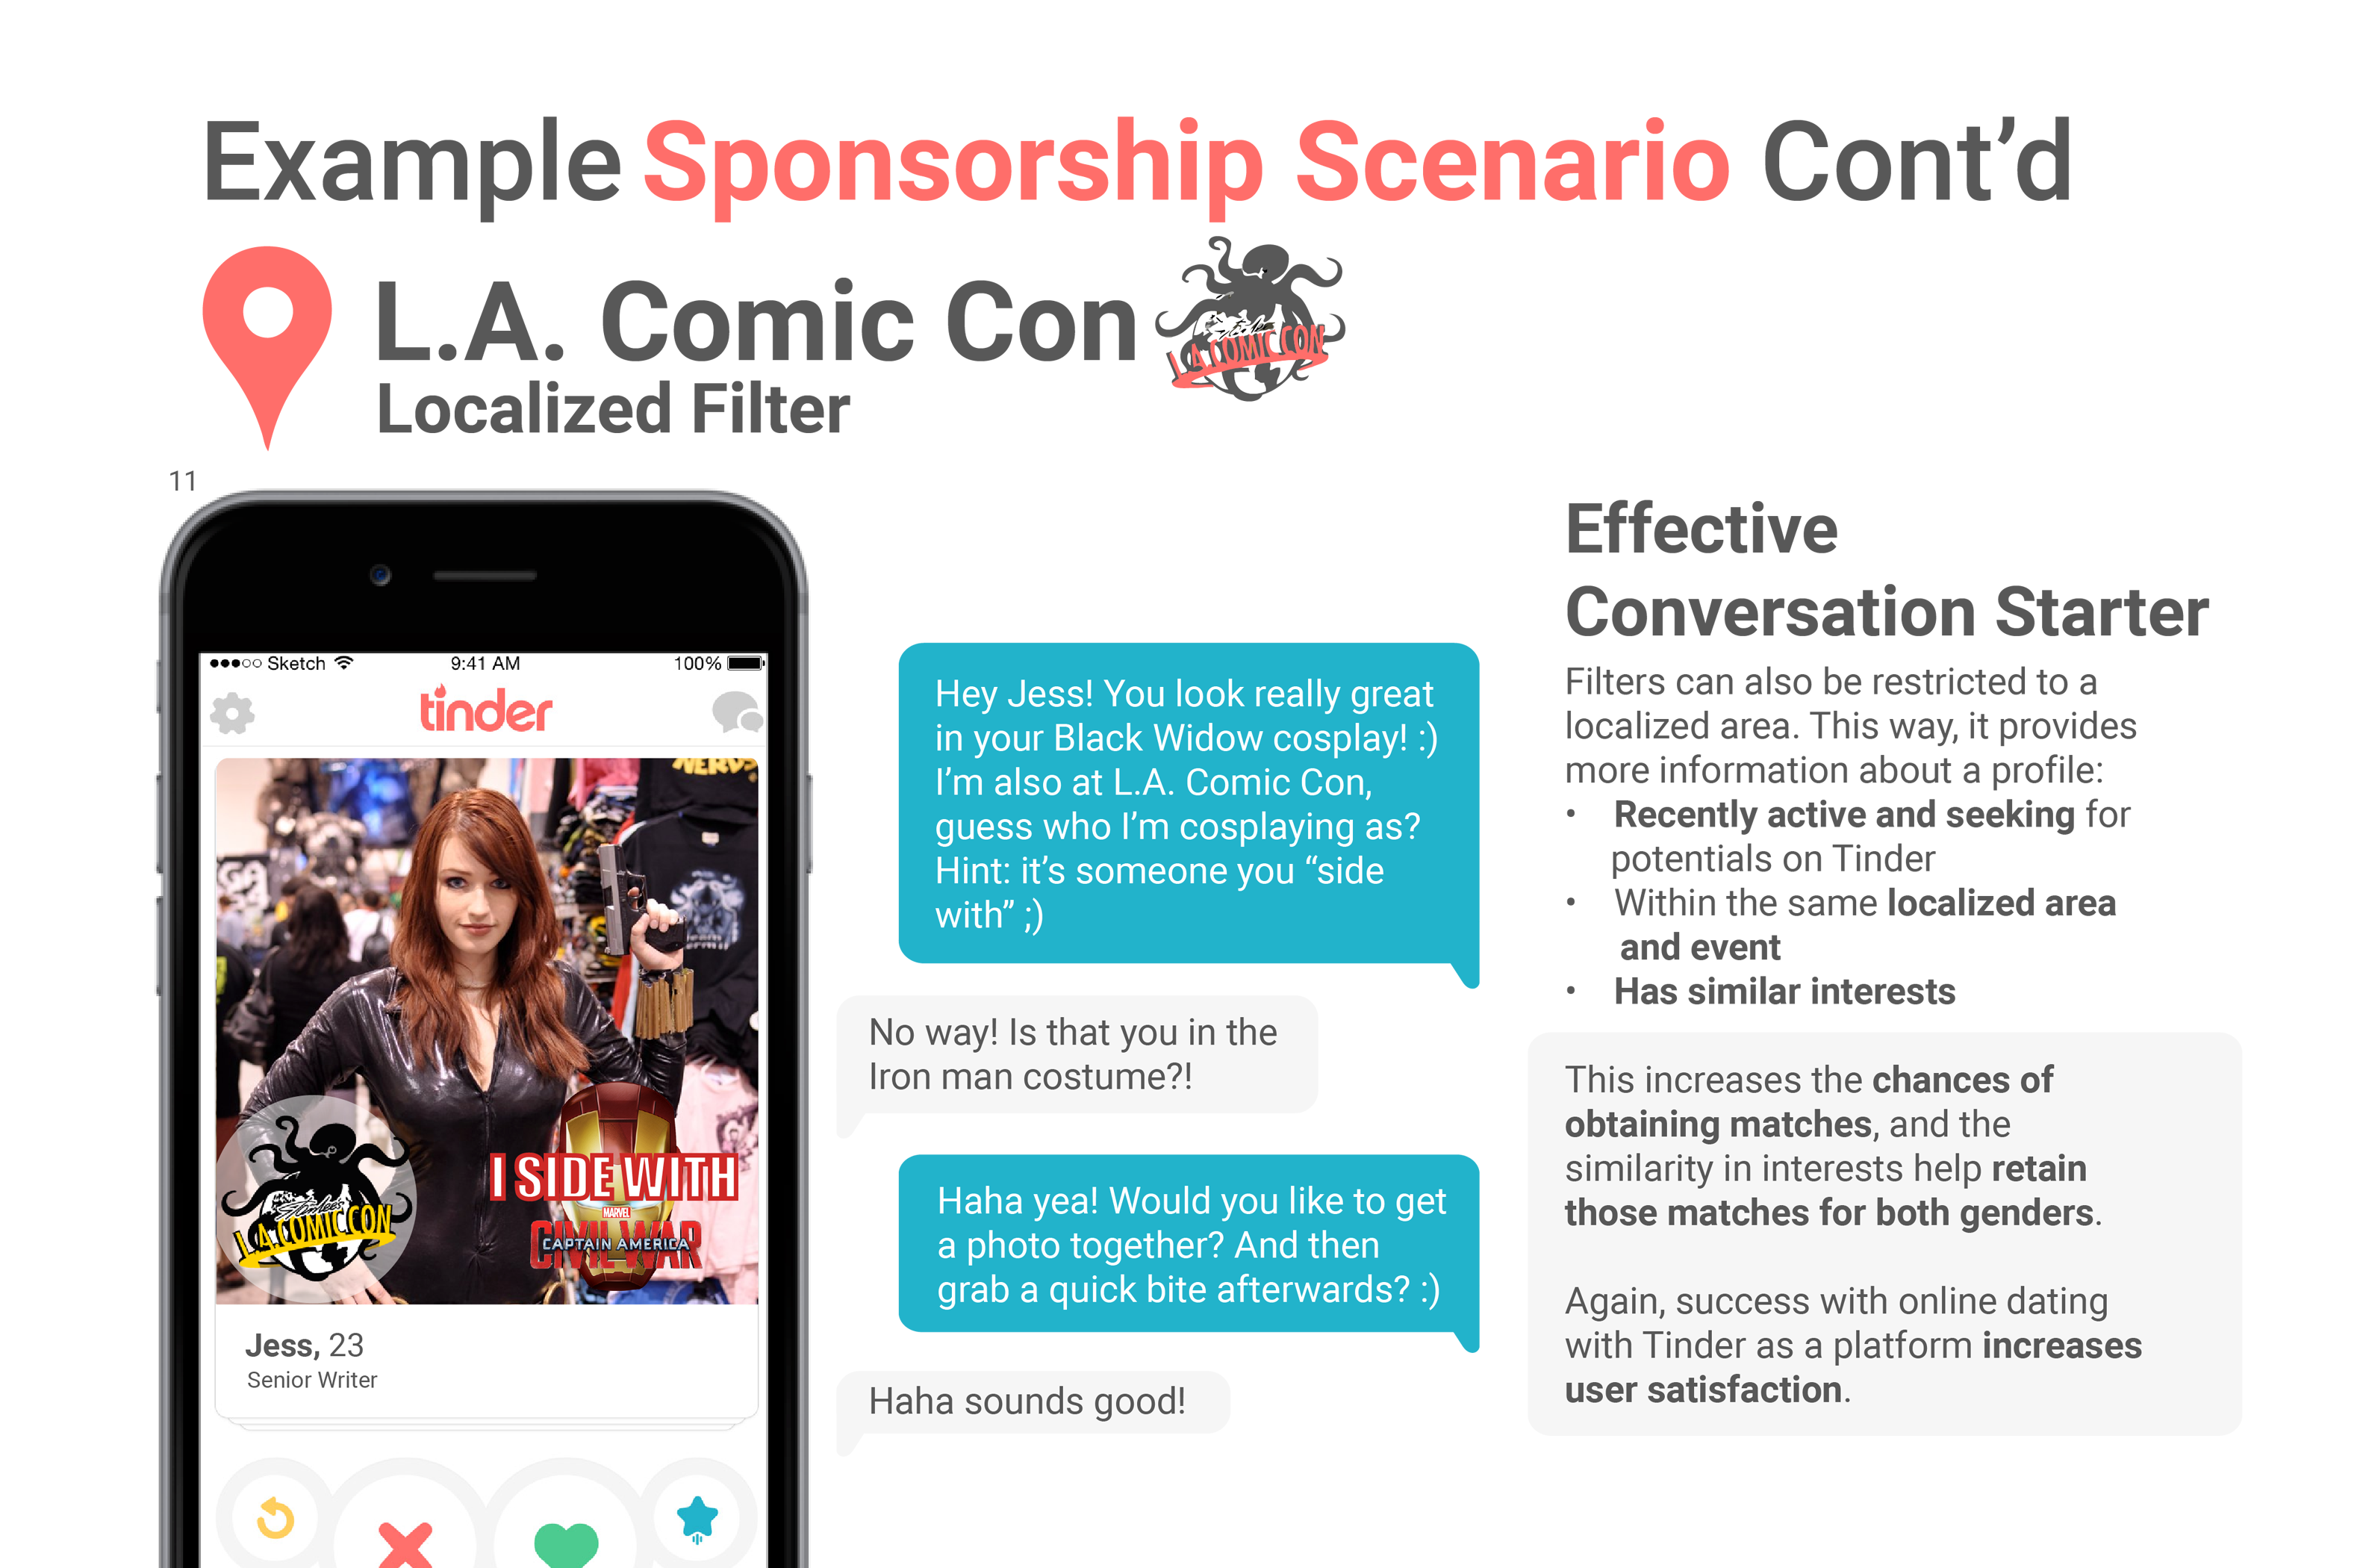 Example Sponsorship Scenario Cont’d
L.A. Comic Con
L.A. COMIC CON
Localized Filter
11
Sketch
9:41 AM
100%
tinder
NERVS
GA
Stan Lee's
L.A. COMIC CON
I SIDE WITH
MARVEL
CAPTAIN AMERICA
CIVIL WAR
Jess, 23
Senior Writer
Hey Jess! You look really great
in your Black Widow cosplay! :)
I’m also at L.A. Comic Con,
guess who I’m cosplaying as?
Hint: it’s someone you “side
with” ;)
No way! Is that you in the
Iron man costume?!
Haha yea! Would you like to get
a photo together? And then
grab a quick bite afterwards? :)
Haha sounds good!
Effective
Conversation Starter
Filters can also be restricted to a
localized area. This way, it provides
more information about a profile:
• Recently active and seeking for
potentials on Tinder
• Within the same localized area
and event
• Has similar interests
This increases the chances of
obtaining matches, and the
similarity in interests help retain
those matches for both genders.
Again, success with online dating
with Tinder as a platform increases
user satisfaction.